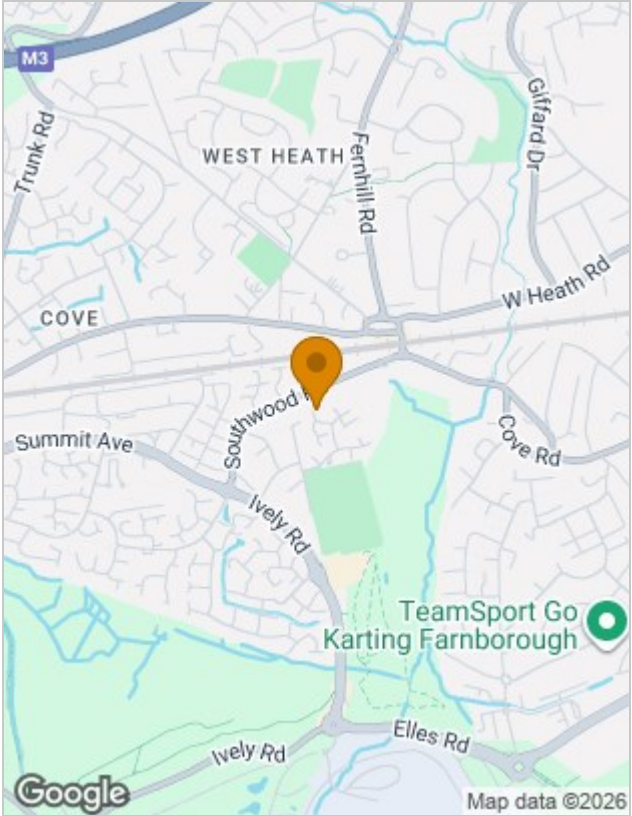 M3
Trunk Rd
Giffard Dr
WEST HEATH
Fernhill Rd
W Heath Rd
COVE
Southwood
Summit Ave
Cove Rd
Ively Rd
TeamSport Go
Karting Farnborough
Elles Rd
Ively Rd
Google
Map data ©2026